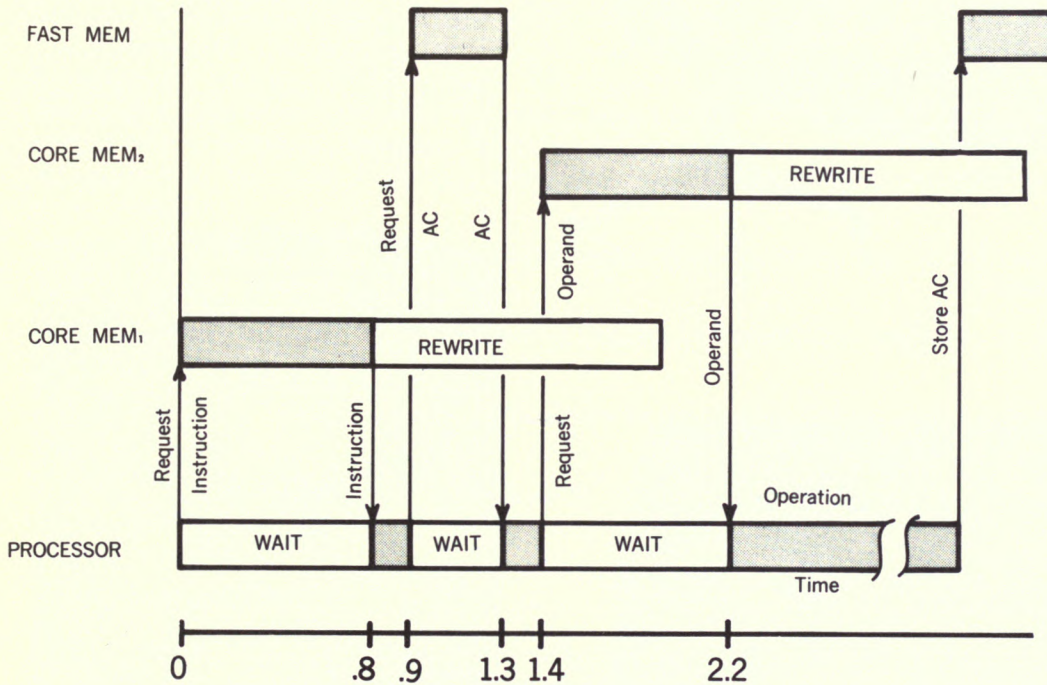 FAST MEM
CORE MEM₂
REWRITE
Request
AC
AC
Operand
Operand
Store AC
CORE MEM₁
REWRITE
Request
Instruction
Instruction
Request
Operation
PROCESSOR
WAIT
WAIT
WAIT
Time
0 .8 .9 1.3 1.4 2.2